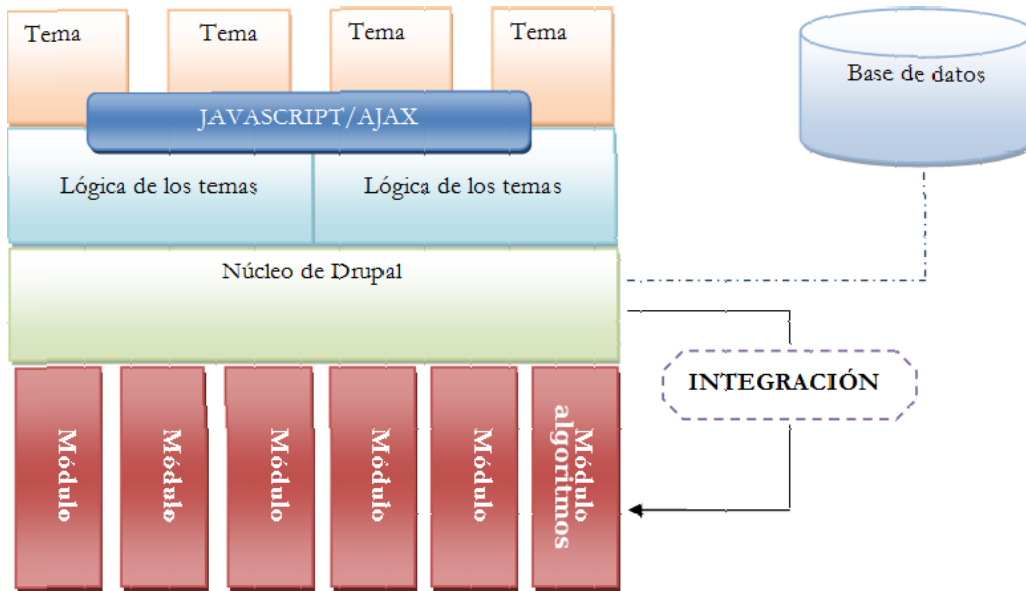 Tema
Tema
Tema
Tema
Base de datos
JAVASCRIPT/AJAX
Lógica de los temas
Lógica de los temas
Núcleo de Drupal
INTEGRACIÓN
Módulo
Módulo
Módulo
Módulo
Módulo
Módulo
algoritmos